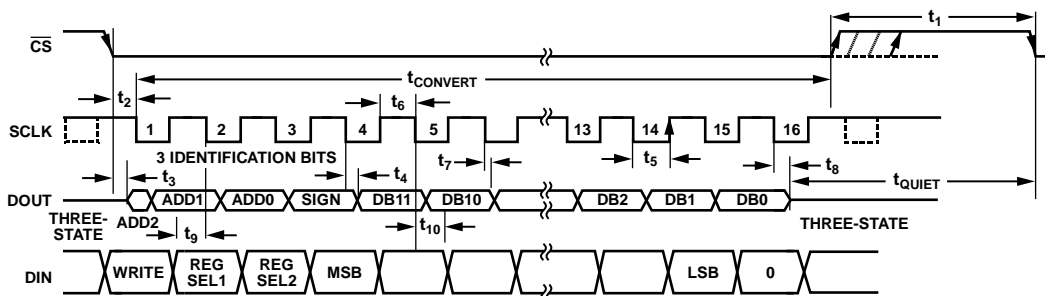 t1
CS
tCONVERT
t2
t6
SCLK
1 2 3 4 5 13 14 15 16
3 IDENTIFICATION BITS
t7
t5
t8
t3
t4
tQUIET
DOUT
ADD1 ADD0 SIGN DB11 DB10 DB2 DB1 DB0
THREE-
STATE
ADD2
THREE-STATE
t9
t10
DIN
WRITE
REG
SEL1
REG
SEL2
MSB
LSB
0